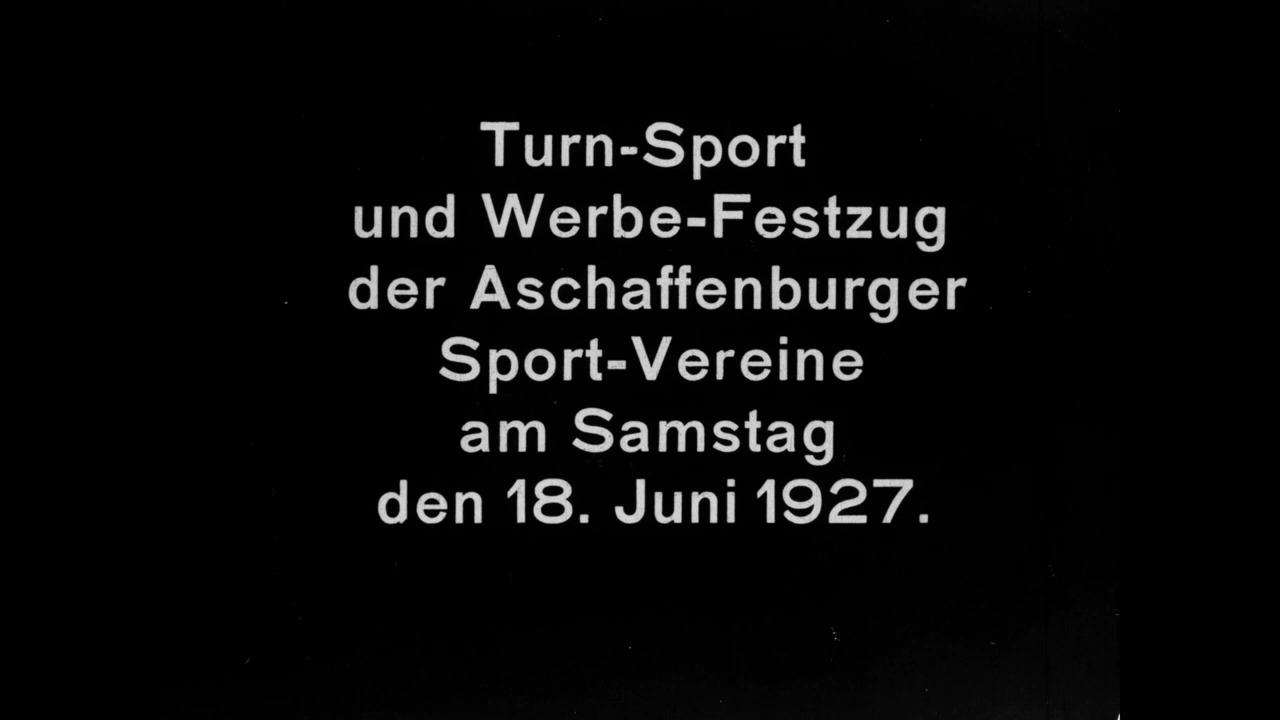 Turn-Sport
und Werbe-Festzug
der Aschaffenburger
Sport-Vereine
am Samstag
den 18. Juni 1927.